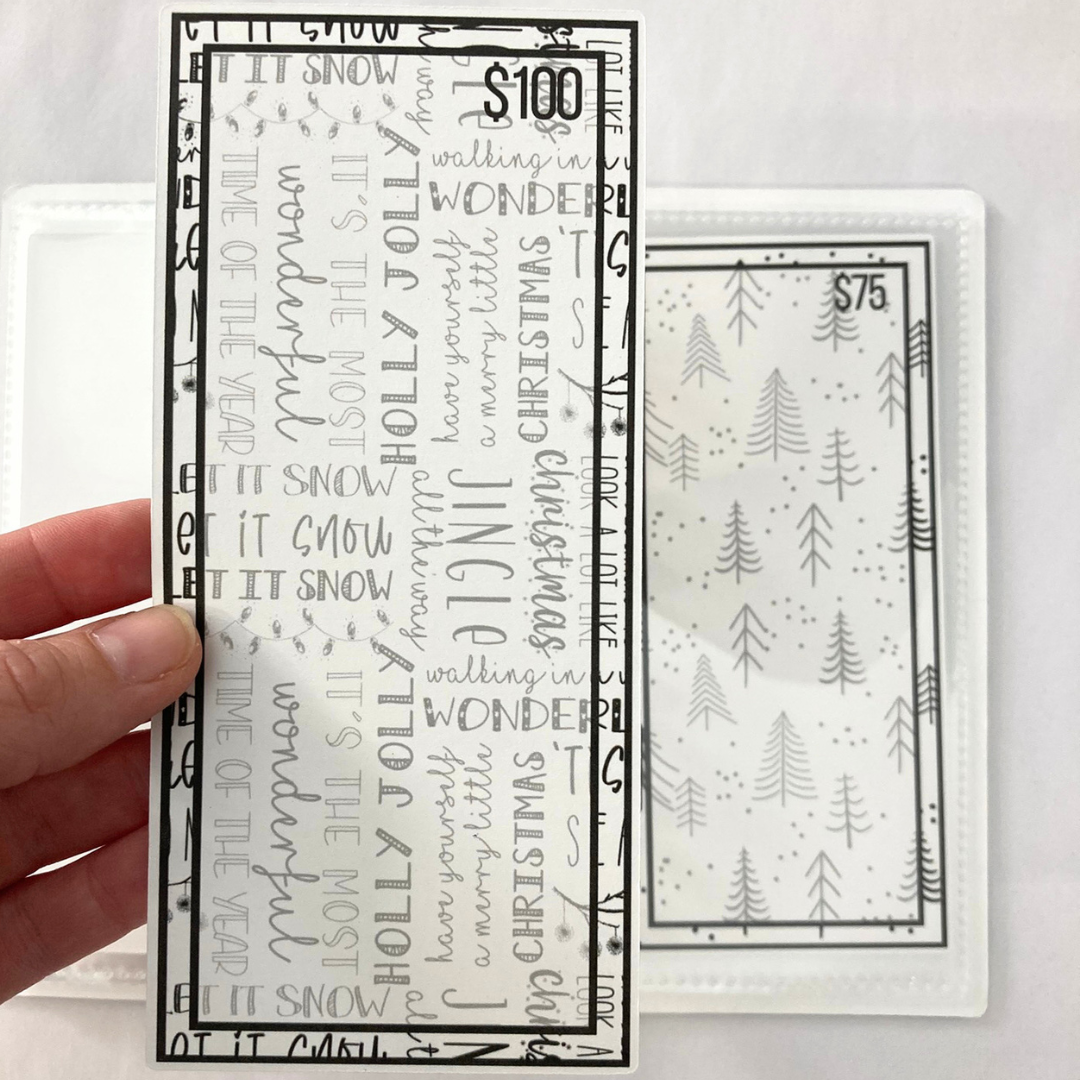 LET IT SNOW
$100
LOT LIKE
walking in a
WONDERL
TIME OF THE YEAR
wonderful
IT'S THE MOST
HOLLY JOLLY
have yourself
a merry little
CHRISTMAS
'TIS
$75
LET IT SNOW
LET IT SNOW
LET IT SNOW
all the way
JINGLE
christmas
LOOK A LOT LIKE
walking in a
WONDERL
TIME OF THE YEAR
wonderful
IT'S THE MOST
HOLLY JOLLY
have yourself
a merry little
CHRISTMAS
LET IT SNOW
LOOK A